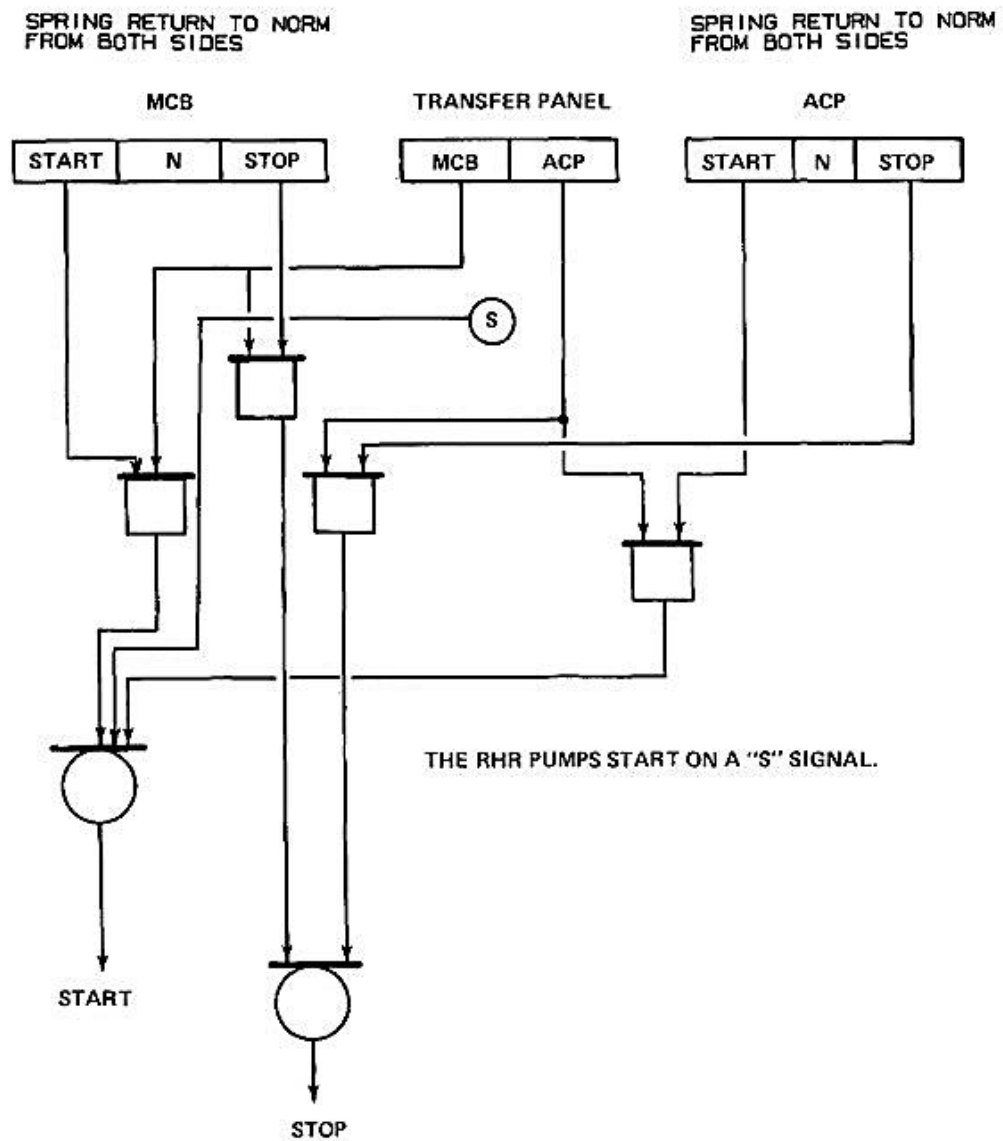 SPRING RETURN TO NORM
FROM BOTH SIDES
SPRING RETURN TO NORM
FROM BOTH SIDES
MCB
TRANSFER PANEL
ACP
START
N
STOP
MCB
ACP
START
N
STOP
S
THE RHR PUMPS START ON A "S" SIGNAL.
START
STOP